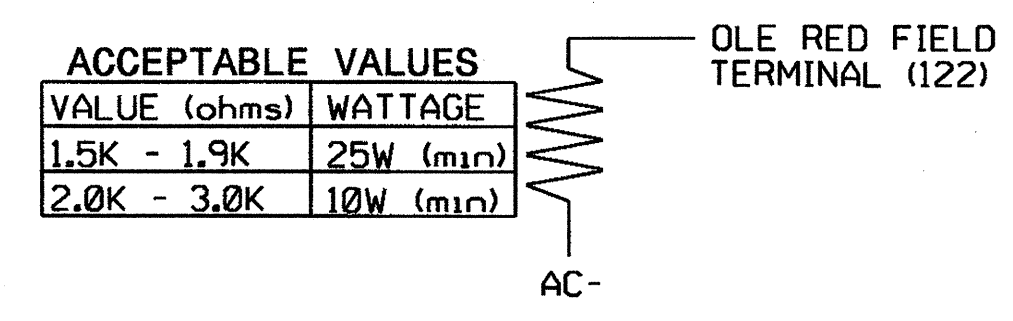 ACCEPTABLE VALUES
VALUE (ohms) WATTAGE
1.5K - 1.9K 25W (min)
2.0K - 3.0K 10W (min)
OLE RED FIELD
TERMINAL (122)
AC-